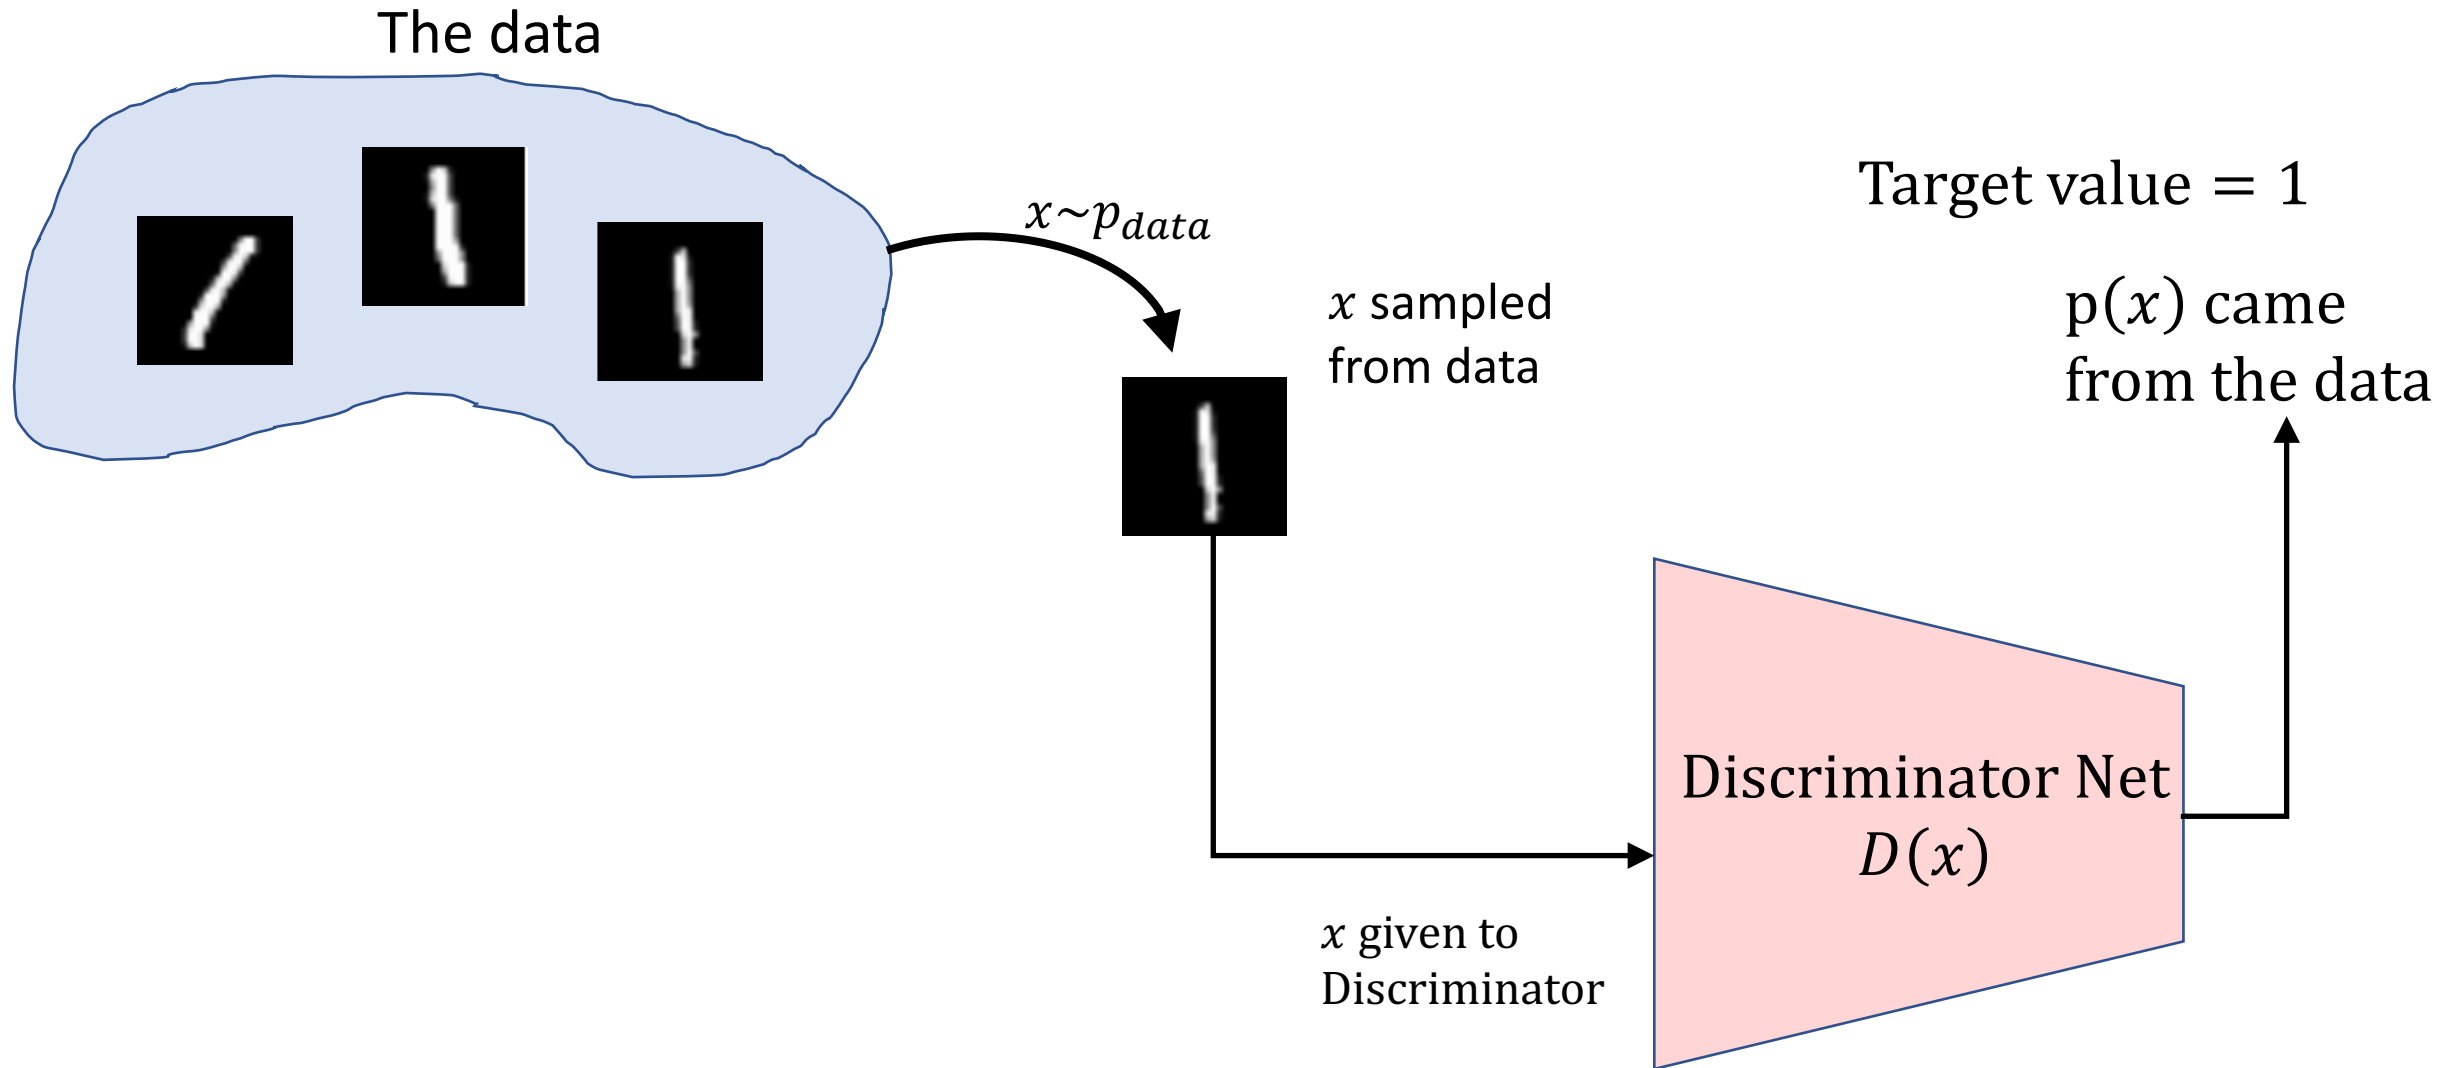 The data
x~p_data
Target value = 1
x sampled
from data
p(x) came
from the data
Discriminator Net
D(x)
x given to
Discriminator